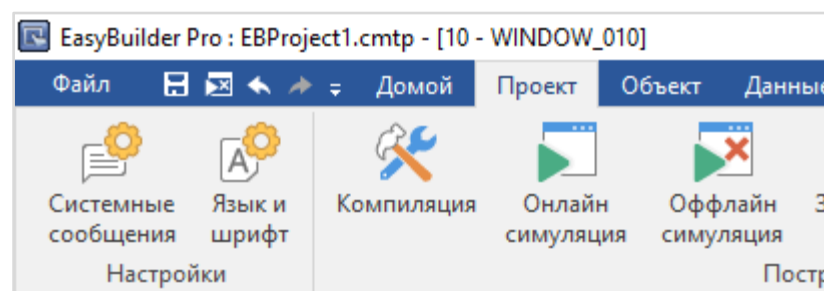 EasyBuilder Pro : EBProject1.cmtp - [10 - WINDOW_010]
Файл Домой Проект Объект Данные
Системные сообщения Язык и шрифт Компиляция Онлайн симуляция Оффлайн симуляция
Настройки